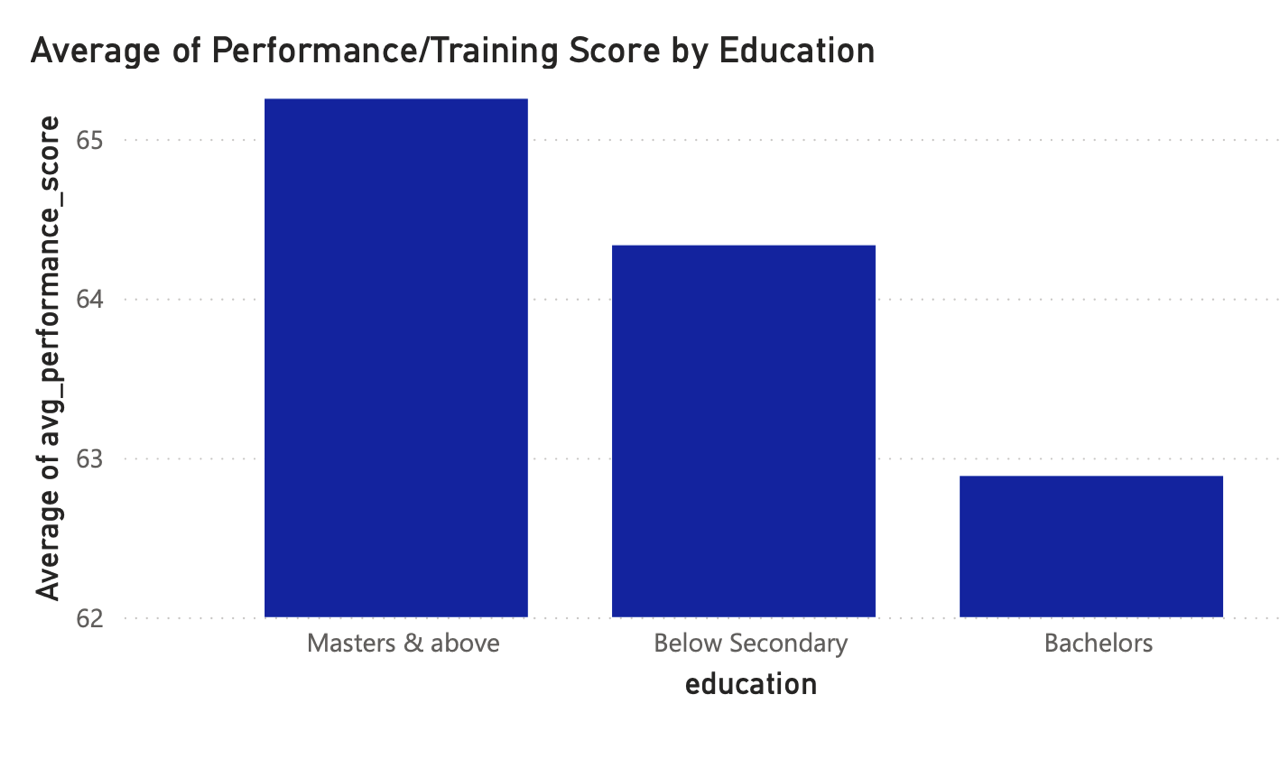 Average of Performance/Training Score by Education
Average of avg_performance_score
65
64
63
62
Masters & above
Below Secondary
Bachelors
education